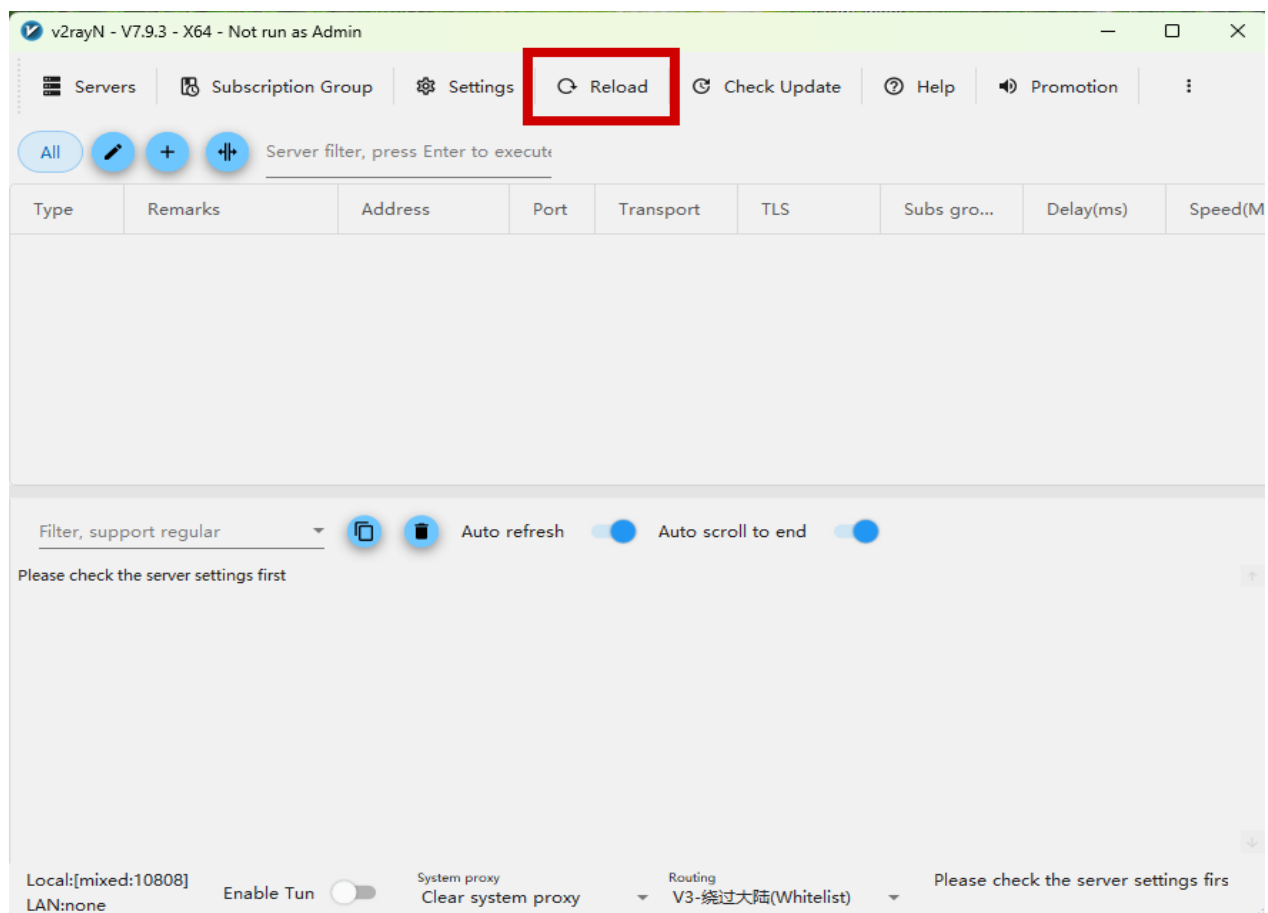 v2rayN - V7.9.3 - X64 - Not run as Admin
Servers Subscription Group Settings Reload Check Update Help Promotion
All Server filter, press Enter to execute
Type Remarks Address Port Transport TLS Subs gro... Delay(ms) Speed(M
Filter, support regular Auto refresh Auto scroll to end
Please check the server settings first
Local:[mixed:10808]
LAN:none
Enable Tun
System proxy
Clear system proxy
Routing
V3-绕过大陆(Whitelist)
Please check the server settings firs